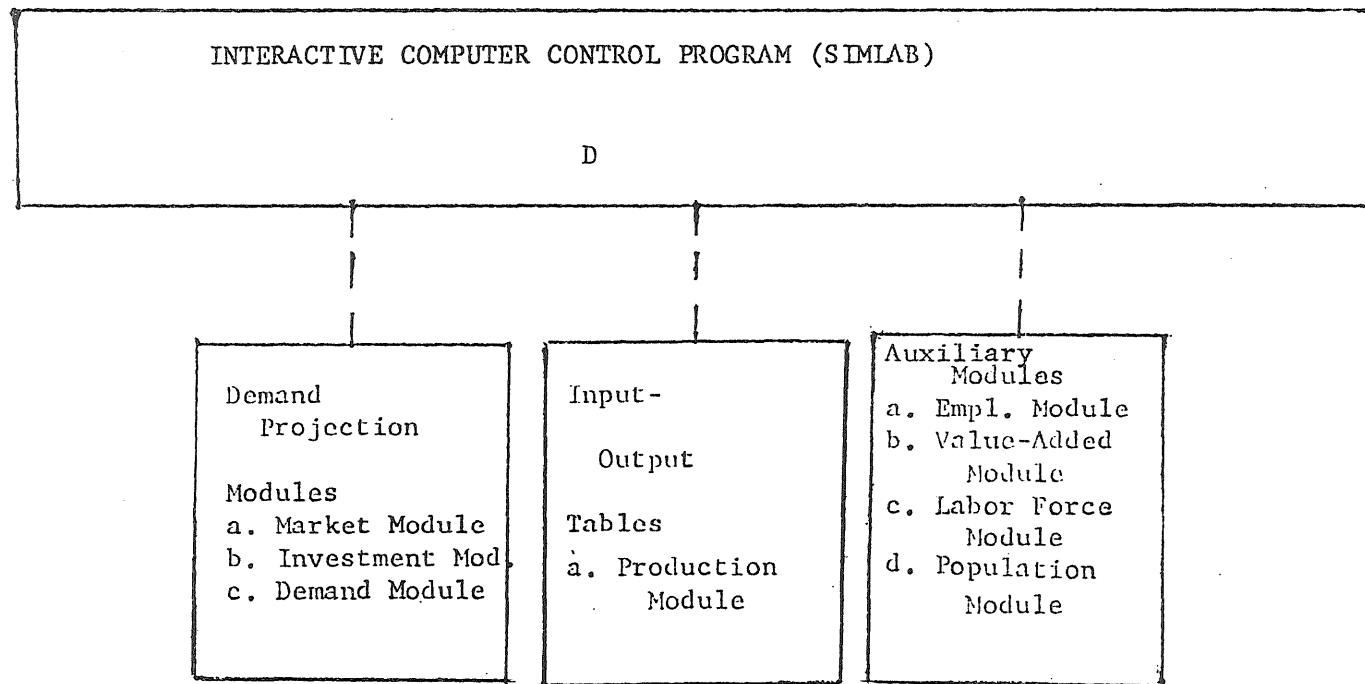 INTERACTIVE COMPUTER CONTROL PROGRAM (SIMLAB)
D
Demand
Projection
Modules
a. Market Module
b. Investment Mod.
c. Demand Module
Input-
Output
Tables
a. Production
Module
Auxiliary
Modules
a. Empl. Module
b. Value-Added
Module
c. Labor Force
Module
d. Population
Module